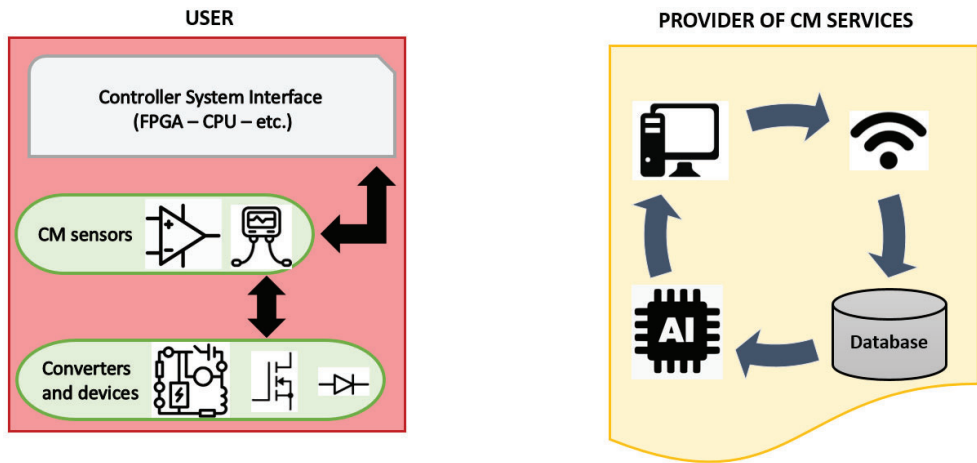 USER
Controller System Interface
(FPGA – CPU – etc.)
CM sensors
Converters
and devices
PROVIDER OF CM SERVICES
AI
Database